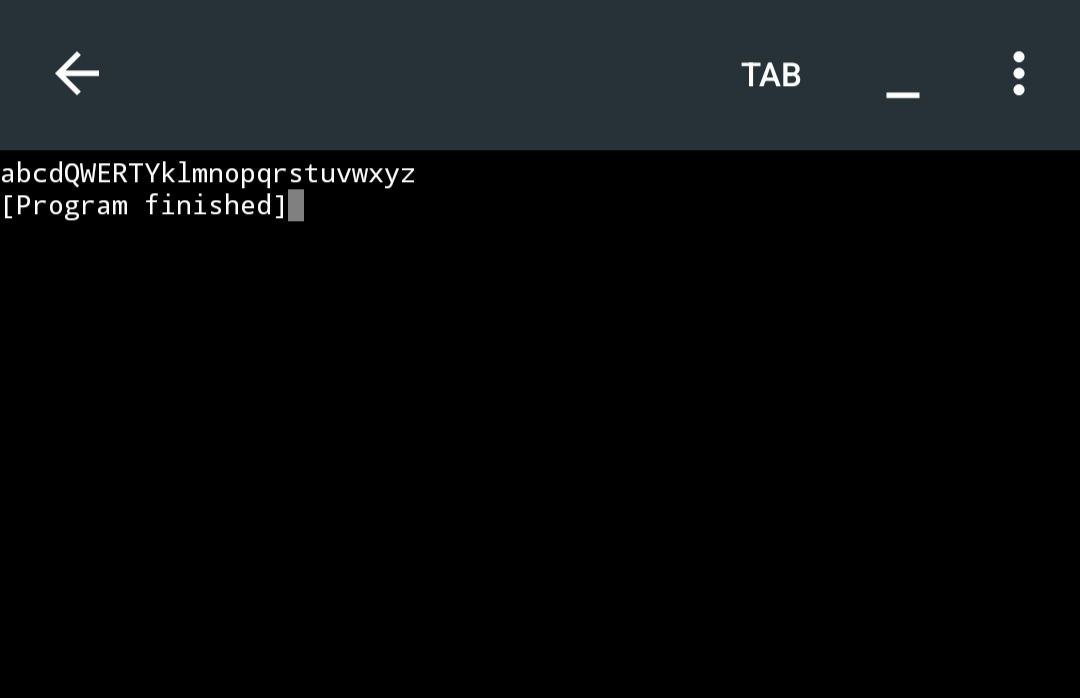 TAB
abcdQWERTYklmnopqrstuvwxyz
[Program finished]